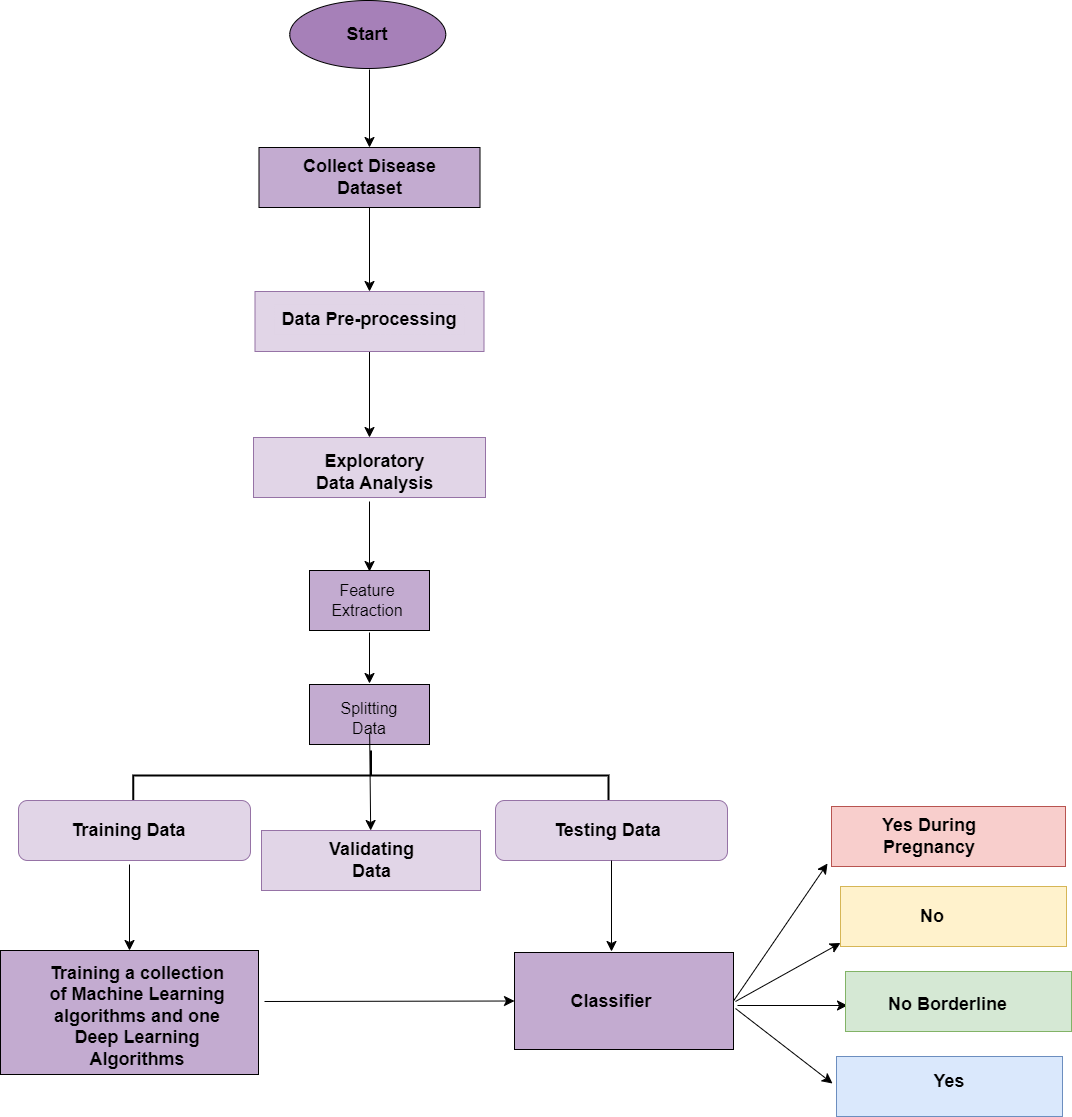 Start
Collect Disease
Dataset
Data Pre-processing
Exploratory
Data Analysis
Feature
Extraction
Splitting
Data
Training Data
Validating
Data
Testing Data
Yes During
Pregnancy
No
No Borderline
Yes
Training a collection
of Machine Learning
algorithms and one
Deep Learning
Algorithms
Classifier